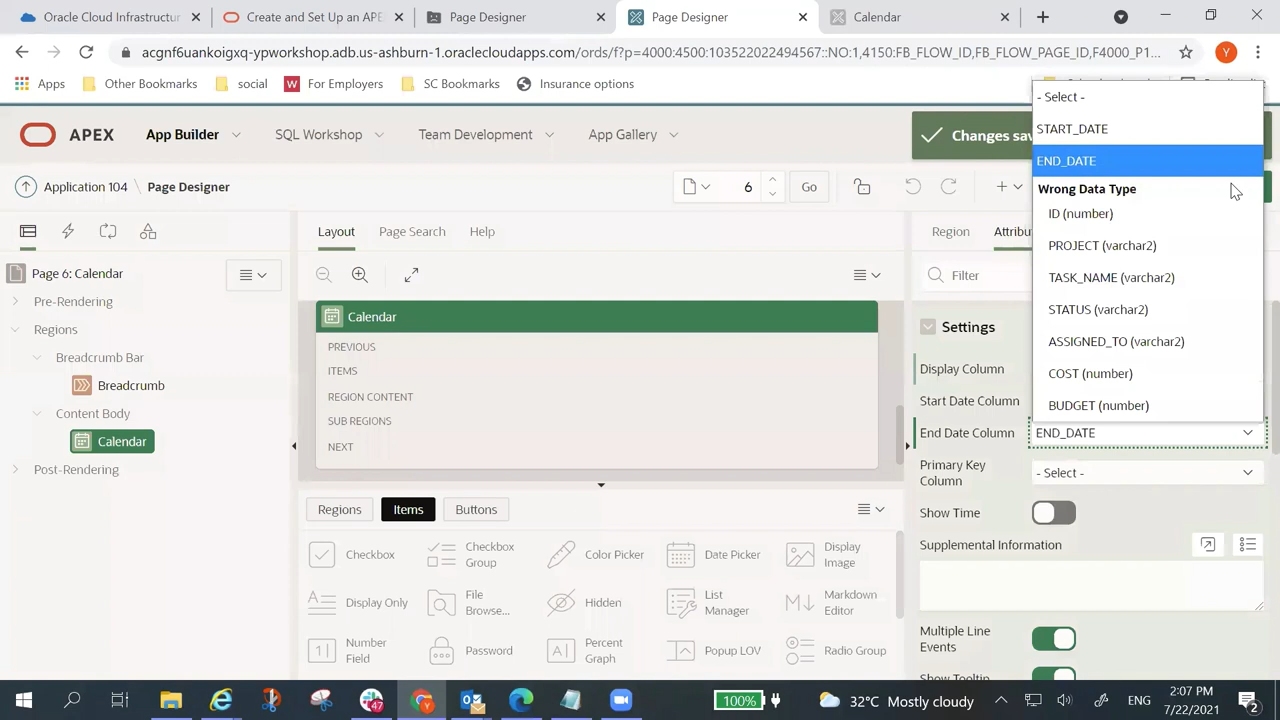 Oracle Cloud Infrastructure
Create and Set Up an APEX
Page Designer
Page Designer
Calendar
acgnf6uankoigxq-ypworkshop.adb.us-ashburn-1.oraclecloudapps.com/ords/f?p=4000:4500:103522022494567::NO:1,4150:FB_FLOW_ID,FB_FLOW_PAGE_ID,F4000_P1...
Y
Apps
Other Bookmarks
social
For Employers
SC Bookmarks
Insurance options
APEX
App Builder
SQL Workshop
Team Development
App Gallery
Changes sav
Application 104
Page Designer
6
Go
Layout
Page Search
Help
Region
Page 6: Calendar
Pre-Rendering
Regions
Breadcrumb Bar
Breadcrumb
Content Body
Calendar
Post-Rendering
Calendar
PREVIOUS
ITEMS
REGION CONTENT
SUB REGIONS
NEXT
Regions
Items
Buttons
Checkbox
Checkbox
Group
Color Picker
Date Picker
Display
Image
Display Only
File
Browse...
Hidden
List
Manager
Markdown
Editor
Number
Field
Password
Percent
Graph
Popup LOV
Radio Group
Filter
Settings
Display Column
Start Date Column
End Date Column
END_DATE
Primary Key
Column
- Select -
Show Time
Supplemental Information
Multiple Line
Events
Show Tooltip
- Select -
START_DATE
END_DATE
Wrong Data Type
ID (number)
PROJECT (varchar2)
TASK_NAME (varchar2)
STATUS (varchar2)
ASSIGNED_TO (varchar2)
COST (number)
BUDGET (number)
47
100%
32°C Mostly cloudy
ENG
2:07 PM
7/22/2021
2